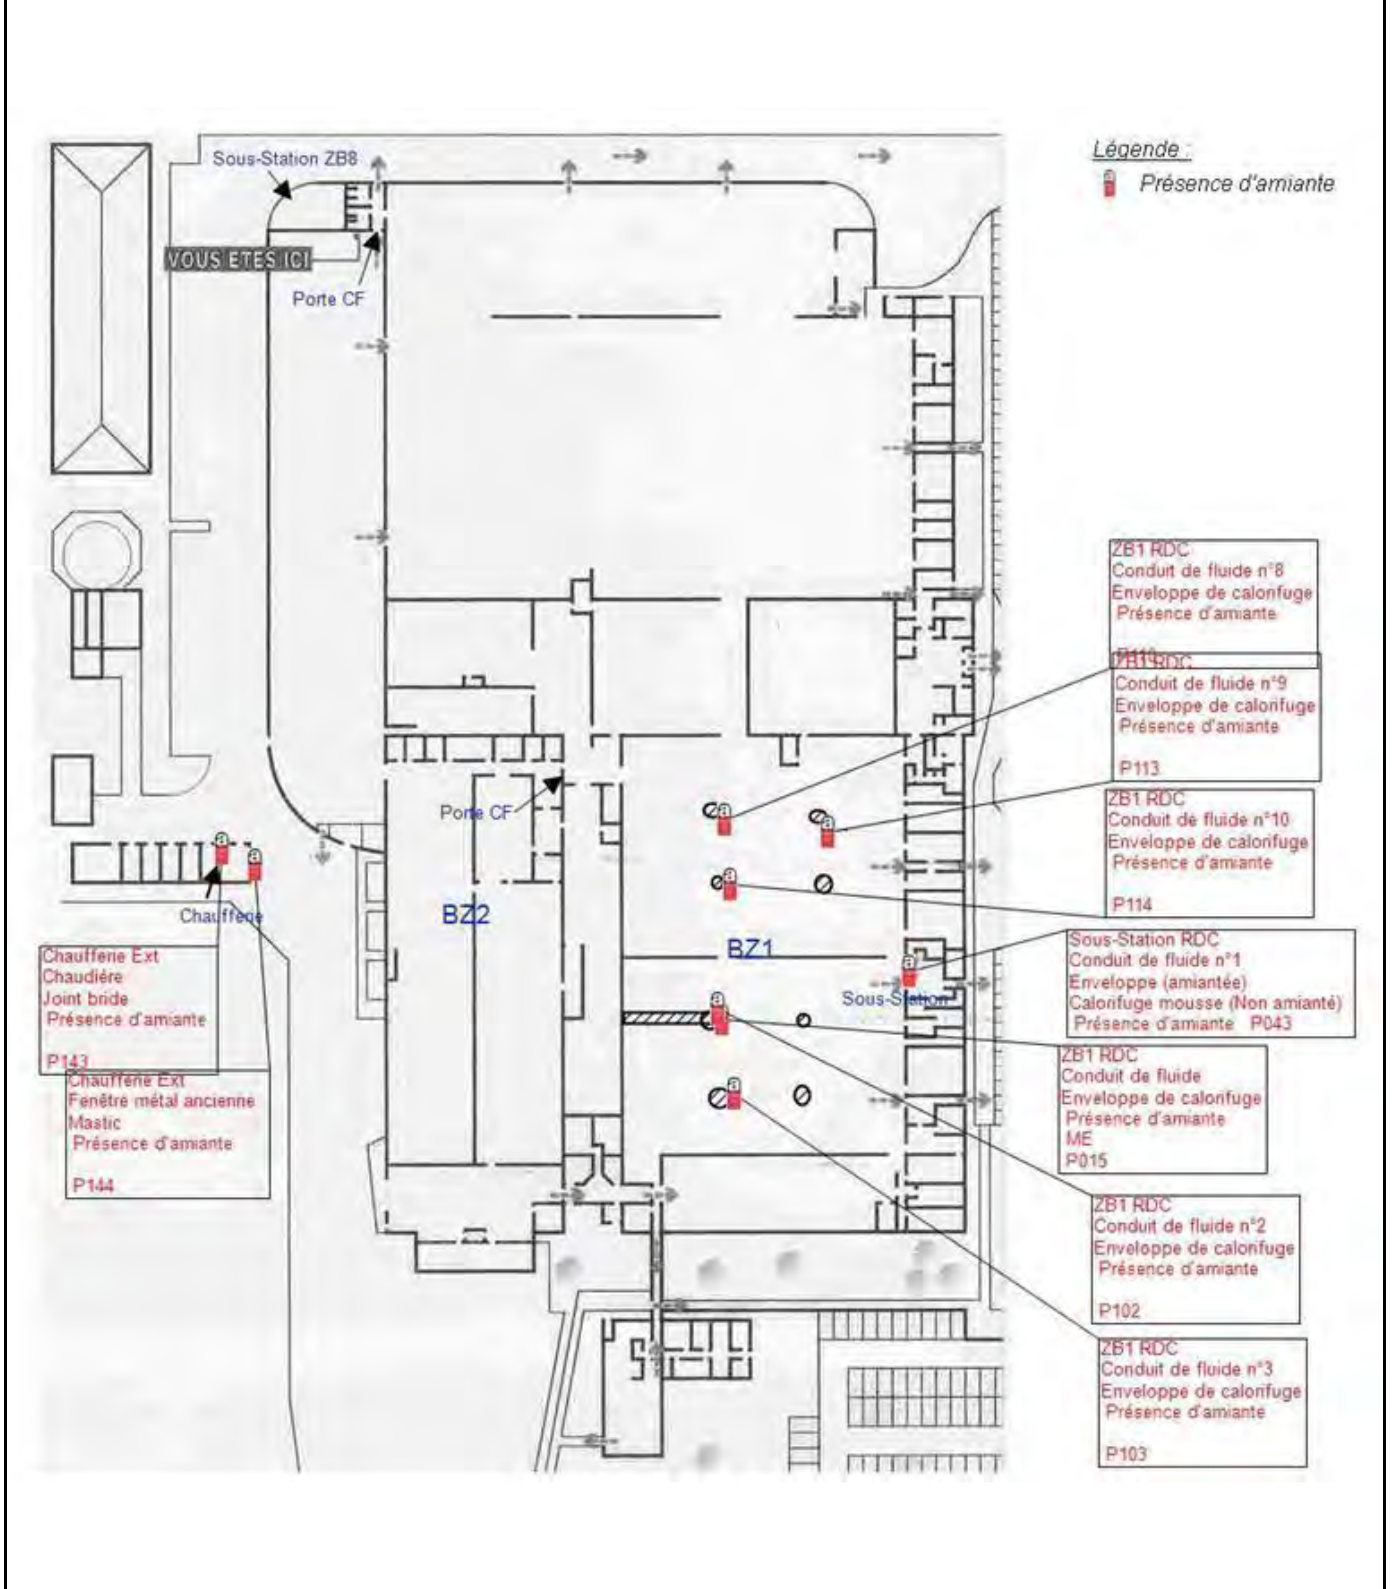 Sous-Station ZB8
VOUS ETES ICI
Porte CF
Légende :
a Présence d'amiante
ZB1 RDC
Conduit de fluide n°8
Enveloppe de calorifuge
Présence d'amiante
ZB1 RDC
Conduit de fluide n°9
Enveloppe de calorifuge
Présence d'amiante
P113
ZB1 RDC
Conduit de fluide n°10
Enveloppe de calorifuge
Présence d'amiante
P114
Porte CF
BZ2
BZ1
a
a
a
a
a
a
a
a
a
Chaufferie
Sous-Station
Sous-Station RDC
Conduit de fluide n°1
Enveloppe (amiantée)
Calorifuge mousse (Non amianté)
Présence d'amiante P043
Chaufferie Ext
Chaudière
Joint bride
Présence d'amiante
P143
Chaufferie Ext
Fenêtre métal ancienne
Mastic
Présence d'amiante
P144
ZB1 RDC
Conduit de fluide
Enveloppe de calorifuge
Présence d'amiante
ME
P015
ZB1 RDC
Conduit de fluide n°2
Enveloppe de calorifuge
Présence d'amiante
P102
ZB1 RDC
Conduit de fluide n°3
Enveloppe de calorifuge
Présence d'amiante
P103